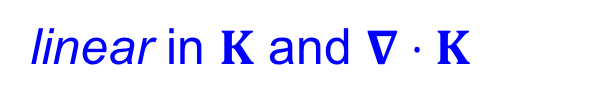 linear in K and ∇ · K